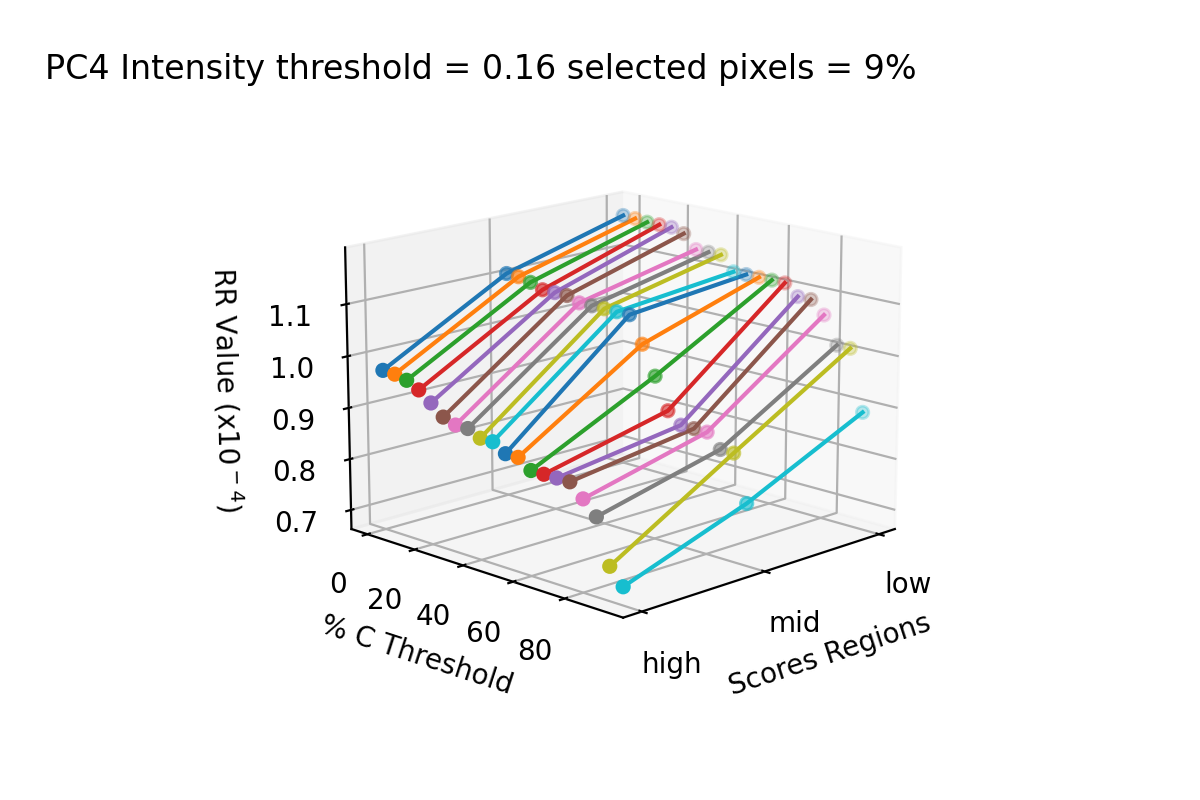 PC4 Intensity threshold = 0.16 selected pixels = 9%
RR Value (x10⁻⁴)
1.1
1.0
0.9
0.8
0.7
0
20
40
60
80
% C Threshold
high
mid
low
Scores Regions